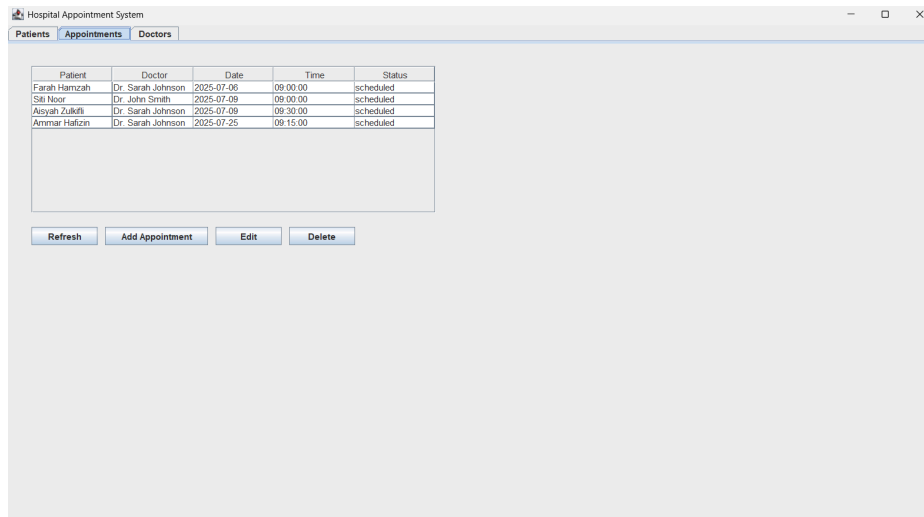 Hospital Appointment System
Patients Appointments Doctors
Patient Doctor Date Time Status
Farah Hamzah Dr. Sarah Johnson 2025-07-06 09:00:00 scheduled
Siti Noor Dr. John Smith 2025-07-09 09:00:00 scheduled
Aisyah Zulkifli Dr. Sarah Johnson 2025-07-09 09:30:00 scheduled
Ammar Hafizin Dr. Sarah Johnson 2025-07-25 09:15:00 scheduled
Refresh Add Appointment Edit Delete